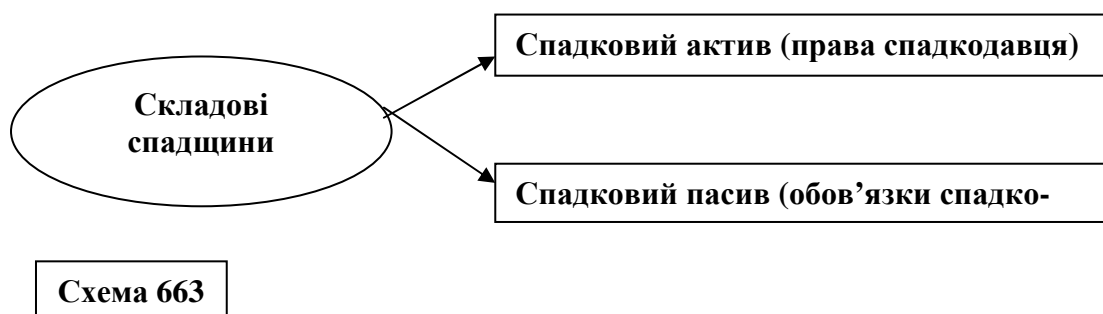 Спадковий актив (права спадкодавця)
Складові
спадщини
Спадковий пасив (обов’язки спадко-
Схема 663